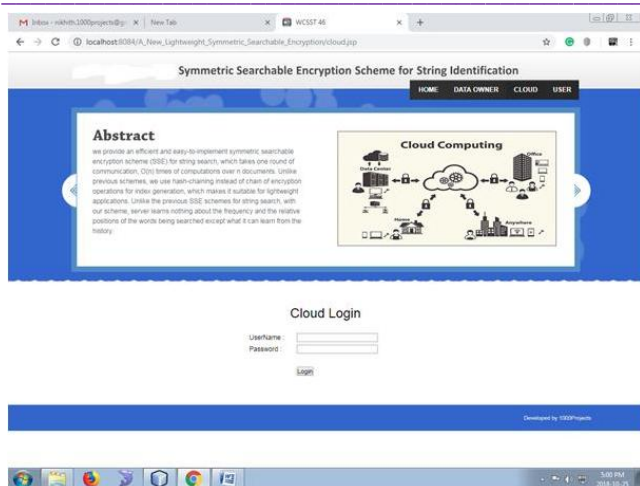 Inbox - nikhith.1000projects@g
New Tab
WCSST 46
localhost:8084/A_New_Lightweight_Symmetric_Searchable_Encryption/cloud.jsp
Symmetric Searchable Encryption Scheme for String Identification
HOME DATA OWNER CLOUD USER
Abstract
we provide an efficient and easy-to-implement symmetric searchable
encryption scheme (SSE) for string search, which takes one round of
communication, O(n) times of computations over n documents. Unlike
previous schemes, we use hash-chaining instead of chain of encryption
operations for index generation, which makes it suitable for lightweight
applications. Unlike the previous SSE schemes for string search, with
our scheme, server learns nothing about the frequency and the relative
positions of the words being searched except what it can learn from the
history.
Cloud Computing
Office
Data Center
Home
Anywhere
Cloud Login
UserName :
Password :
Login
Developed by 1000Projects
5:00 PM
2018-10-25